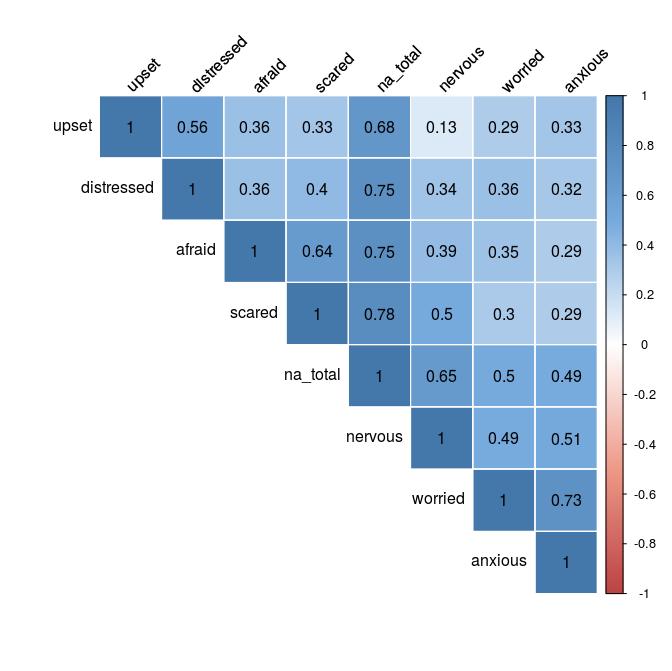 upset distressed afraid scared na_total nervous worried anxious
upset 1 0.56 0.36 0.33 0.68 0.13 0.29 0.33
distressed 1 0.36 0.4 0.75 0.34 0.36 0.32
afraid 1 0.64 0.75 0.39 0.35 0.29
scared 1 0.78 0.5 0.3 0.29
na_total 1 0.65 0.5 0.49
nervous 1 0.49 0.51
worried 1 0.73
anxious 1
1
0.8
0.6
0.4
0.2
0
-0.2
-0.4
-0.6
-0.8
-1